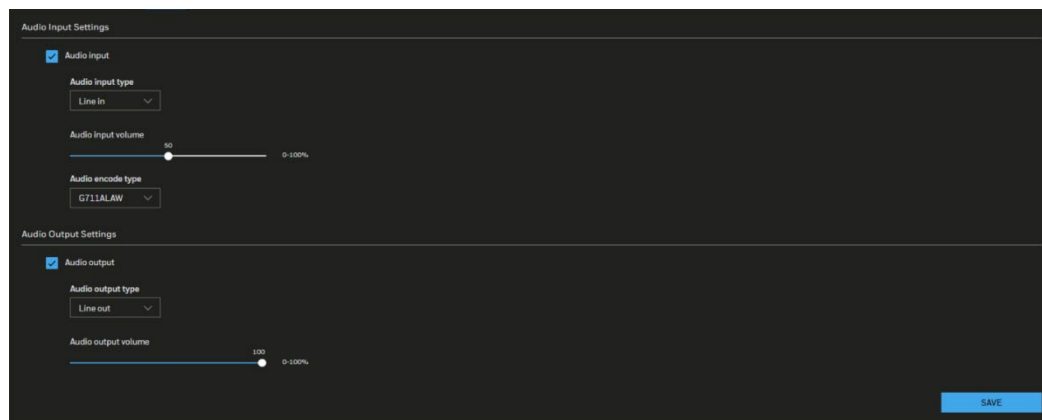 Audio Input Settings
Audio input
Audio input type
Line in
Audio input volume
50
0-100%
Audio encode type
G711ALAW
Audio Output Settings
Audio output
Audio output type
Line out
Audio output volume
100
0-100%
SAVE